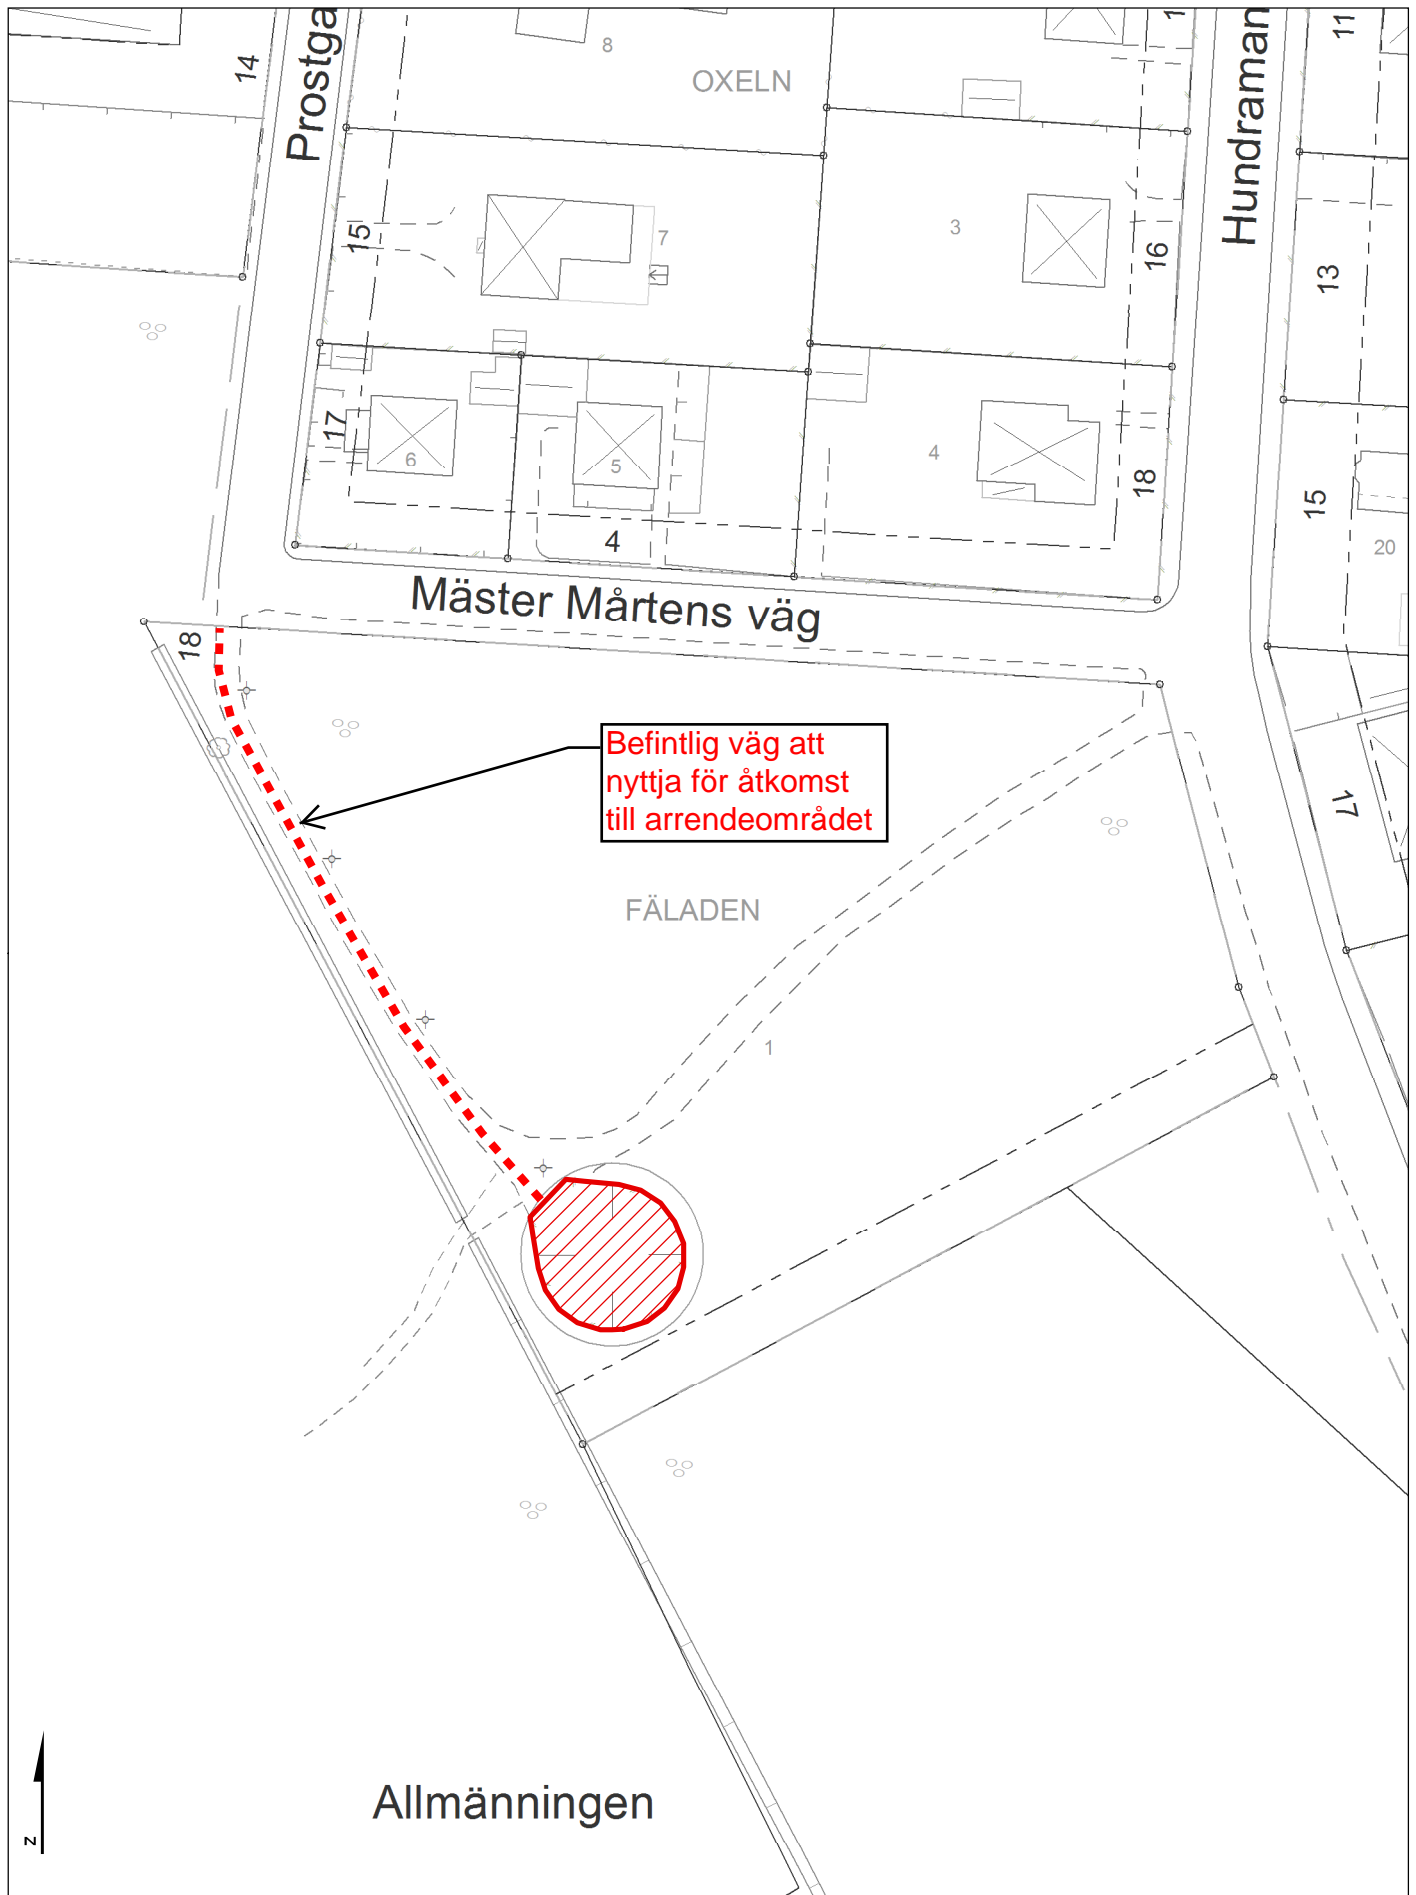 8
OXELN
14
Prostga
11
Hundraman
15
7
3
16
13
17
6
5
4
18
15
4
20
Mäster Mårtens väg
18
Befintlig väg att
nyttja för åtkomst
till arrendeområdet
17
FÄLADEN
1
Allmänningen
N